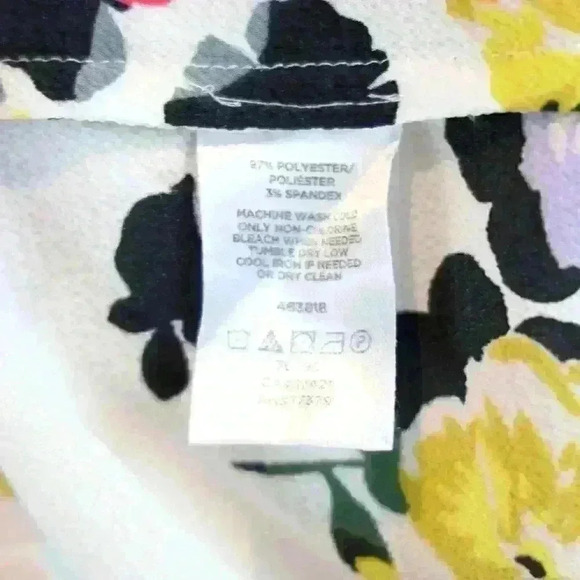 97% POLYESTER/
POLIÉSTER
3% SPANDEX
MACHINE WASH COLD
ONLY NON-CHLORINE
BLEACH WHEN NEEDED
TUMBLE DRY LOW
COOL IRON IF NEEDED
OR DRY CLEAN
463818